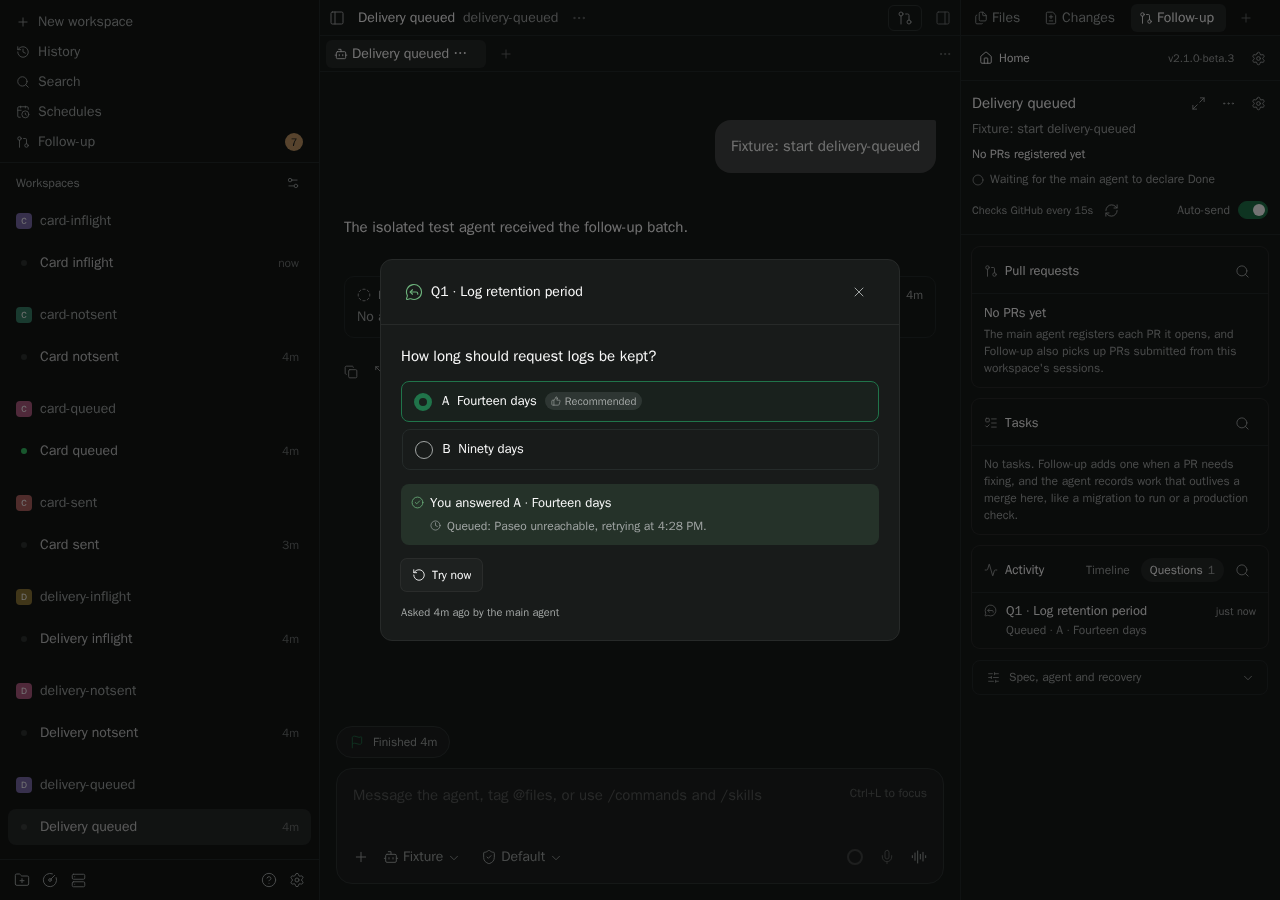 New workspace
History
Search
Schedules
Follow-up
7
Workspaces
C card-inflight
Card inflight now
C card-notsent
Card notsent 4m
C card-queued
Card queued 4m
C card-sent
Card sent 3m
D delivery-inflight
Delivery inflight 4m
D delivery-notsent
Delivery notsent 4m
D delivery-queued
Delivery queued 4m
Delivery queued delivery-queued
Delivery queued
Fixture: start delivery-queued
The isolated test agent received the follow-up batch.
4m
No
Q1 · Log retention period
How long should request logs be kept?
A Fourteen days Recommended
B Ninety days
You answered A · Fourteen days
Queued: Paseo unreachable, retrying at 4:28 PM.
Try now
Asked 4m ago by the main agent
Finished 4m
Message the agent, tag @files, or use /commands and /skills
Ctrl+L to focus
Fixture
Default
Files
Changes
Follow-up
Home
v2.1.0-beta.3
Delivery queued
Fixture: start delivery-queued
No PRs registered yet
Waiting for the main agent to declare Done
Checks GitHub every 15s
Auto-send
Pull requests
No PRs yet
The main agent registers each PR it opens, and
Follow-up also picks up PRs submitted from this
workspace's sessions.
Tasks
No tasks. Follow-up adds one when a PR needs
fixing, and the agent records work that outlives a
merge here, like a migration to run or a production
check.
Activity
Timeline
Questions 1
Q1 · Log retention period just now
Queued · A · Fourteen days
Spec, agent and recovery